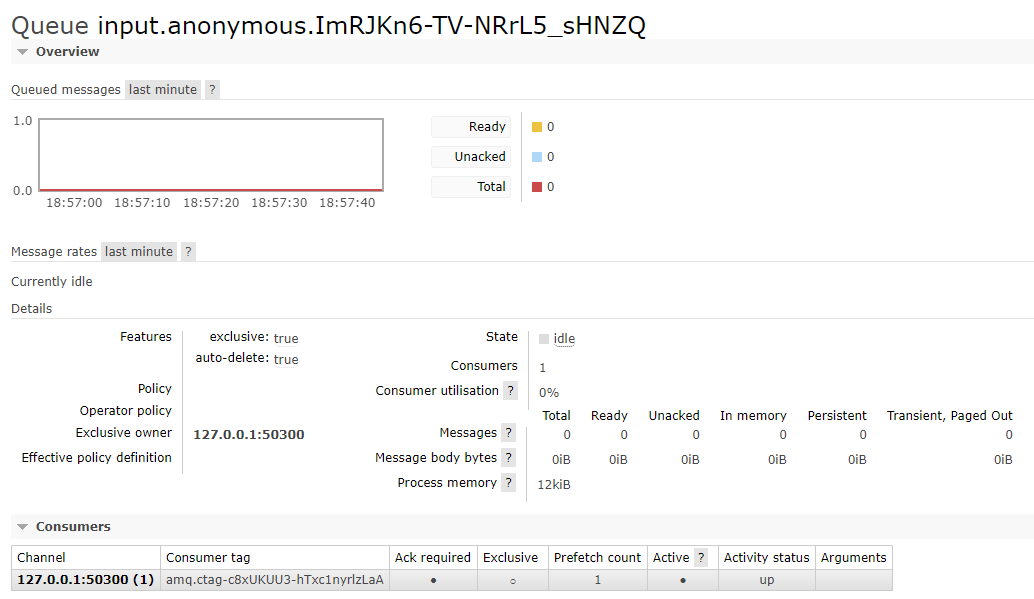 Queue input.anonymous.ImRJKn6-TV-NRrL5_sHNZQ
Overview
Queued messages last minute ?
1.0
0.0
18:57:00 18:57:10 18:57:20 18:57:30 18:57:40
Ready 0
Unacked 0
Total 0
Message rates last minute ?
Currently idle
Details
Features exclusive: true
auto-delete: true
Policy
Operator policy
Exclusive owner 127.0.0.1:50300
Effective policy definition
State idle
Consumers 1
Consumer utilisation ? 0%
Total Ready Unacked In memory Persistent Transient, Paged Out
Messages ? 0 0 0 0 0 0
Message body bytes ? 0iB 0iB 0iB 0iB 0iB 0iB
Process memory ? 12kiB
Consumers
Channel Consumer tag Ack required Exclusive Prefetch count Active ? Activity status Arguments
127.0.0.1:50300 (1) amq.ctag-c8xUKUU3-hTxc1nyrlzLaA ● ○ 1 ● up